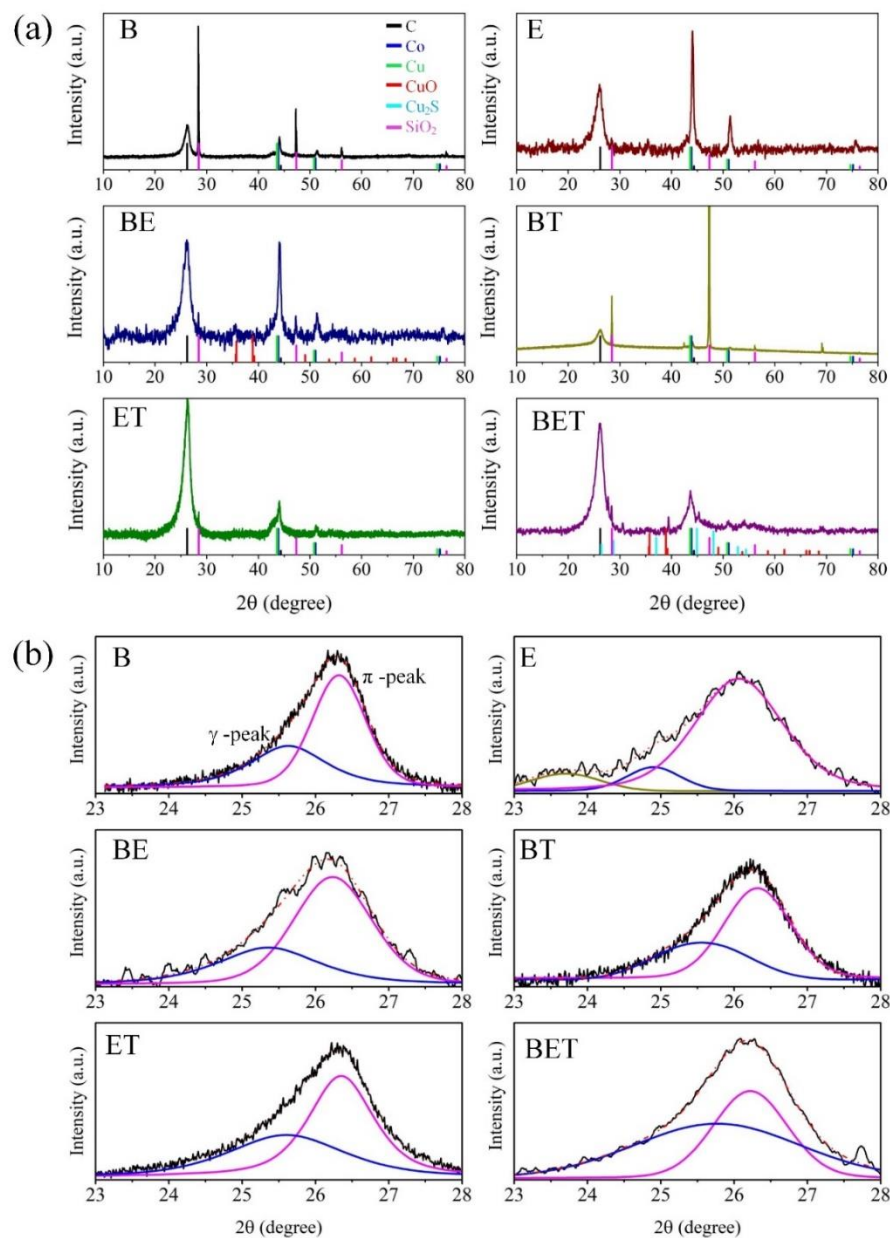 (a)
B
C
Co
Cu
CuO
Cu₂S
SiO₂
Intensity (a.u.)
10 20 30 40 50 60 70 80
E
Intensity (a.u.)
10 20 30 40 50 60 70 80
BE
Intensity (a.u.)
10 20 30 40 50 60 70 80
BT
Intensity (a.u.)
10 20 30 40 50 60 70 80
ET
Intensity (a.u.)
10 20 30 40 50 60 70 80
2θ (degree)
BET
Intensity (a.u.)
10 20 30 40 50 60 70 80
2θ (degree)
(b)
B
π -peak
γ -peak
Intensity (a.u.)
23 24 25 26 27 28
E
Intensity (a.u.)
23 24 25 26 27 28
BE
Intensity (a.u.)
23 24 25 26 27 28
BT
Intensity (a.u.)
23 24 25 26 27 28
ET
Intensity (a.u.)
23 24 25 26 27 28
2θ (degree)
BET
Intensity (a.u.)
23 24 25 26 27 28
2θ (degree)